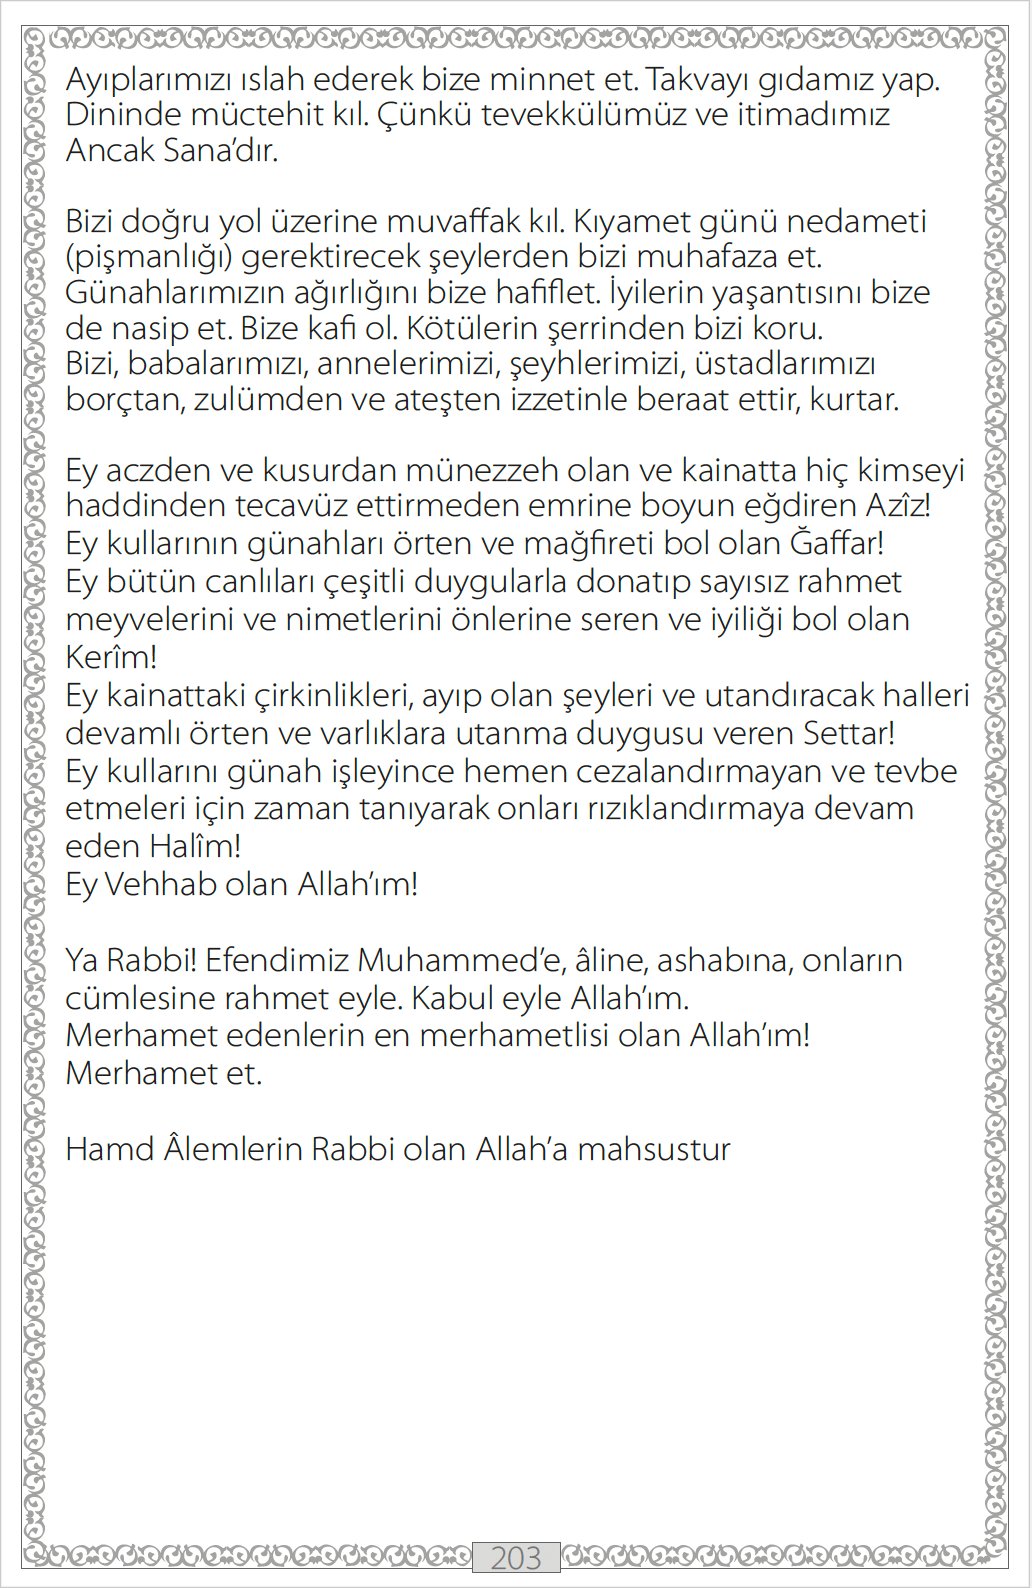 Ayıplarımızı ıslah ederek bize minnet et. Takvayı gıdamız yap.
Dininde müctehit kıl. Çünkü tevekkülümüz ve itimadımız
Ancak Sana’dır.
Bizi doğru yol üzerine muvaffak kıl. Kıyamet günü nedameti
(pişmanlığı) gerektirecek şeylerden bizi muhafaza et.
Günahlarımızın ağırlığını bize hafiflet. İyilerin yaşantısını bize
de nasip et. Bize kafi ol. Kötülerin şerrinden bizi koru.
Bizi, babalarımızı, annelerimizi, şeyhlerimizi, üstadlarımızı
borçtan, zulümden ve ateşten izzetinle beraat ettir, kurtar.
Ey aczden ve kusurdan münezzeh olan ve kainatta hiç kimseyi
haddinden tecavüz ettirmeden emrine boyun eğdiren Azîz!
Ey kullarının günahları örten ve mağfireti bol olan Ğaffar!
Ey bütün canlıları çeşitli duygularla donatıp sayısız rahmet
meyvelerini ve nimetlerini önlerine seren ve iyiliği bol olan
Kerîm!
Ey kainattaki çirkinlikleri, ayıp olan şeyleri ve utandıracak halleri
devamlı örten ve varlıklara utanma duygusu veren Settar!
Ey kullarını günah işleyince hemen cezalandırmayan ve tevbe
etmeleri için zaman tanıyarak onları rızıklandırmaya devam
eden Halîm!
Ey Vehhab olan Allah’ım!
Ya Rabbi! Efendimiz Muhammed’e, âline, ashabına, onların
cümlesine rahmet eyle. Kabul eyle Allah’ım.
Merhamet edenlerin en merhametlisi olan Allah’ım!
Merhamet et.
Hamd Âlemlerin Rabbi olan Allah’a mahsustur
203